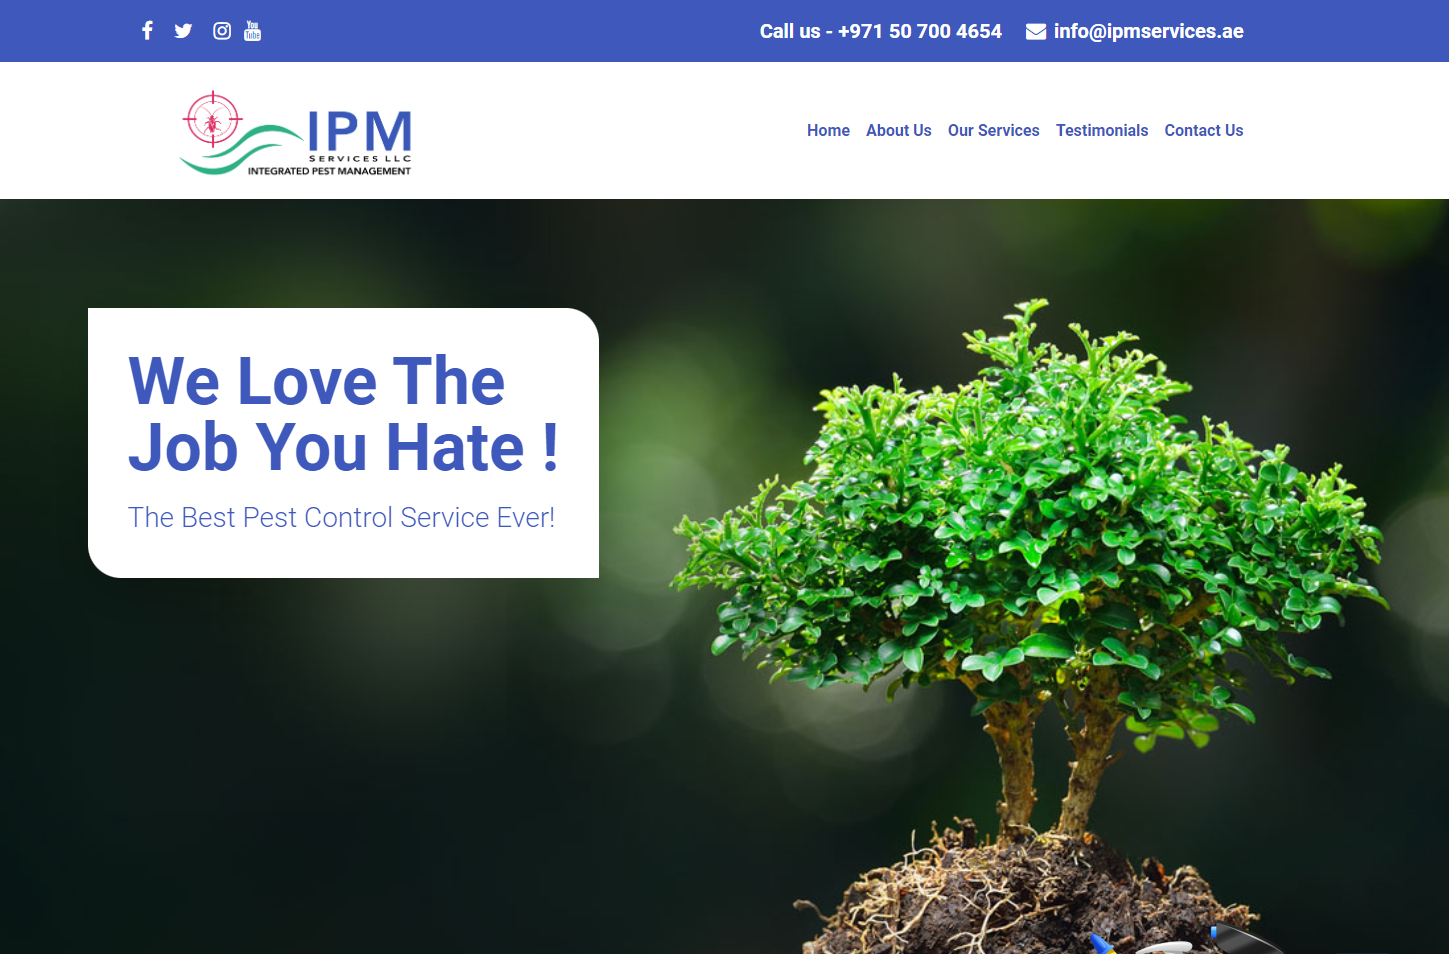 You
Tube
Call us - +971 50 700 4654
info@ipmservices.ae
IPM
SERVICES LLC
INTEGRATED PEST MANAGEMENT
Home
About Us
Our Services
Testimonials
Contact Us
We Love The
Job You Hate !
The Best Pest Control Service Ever!